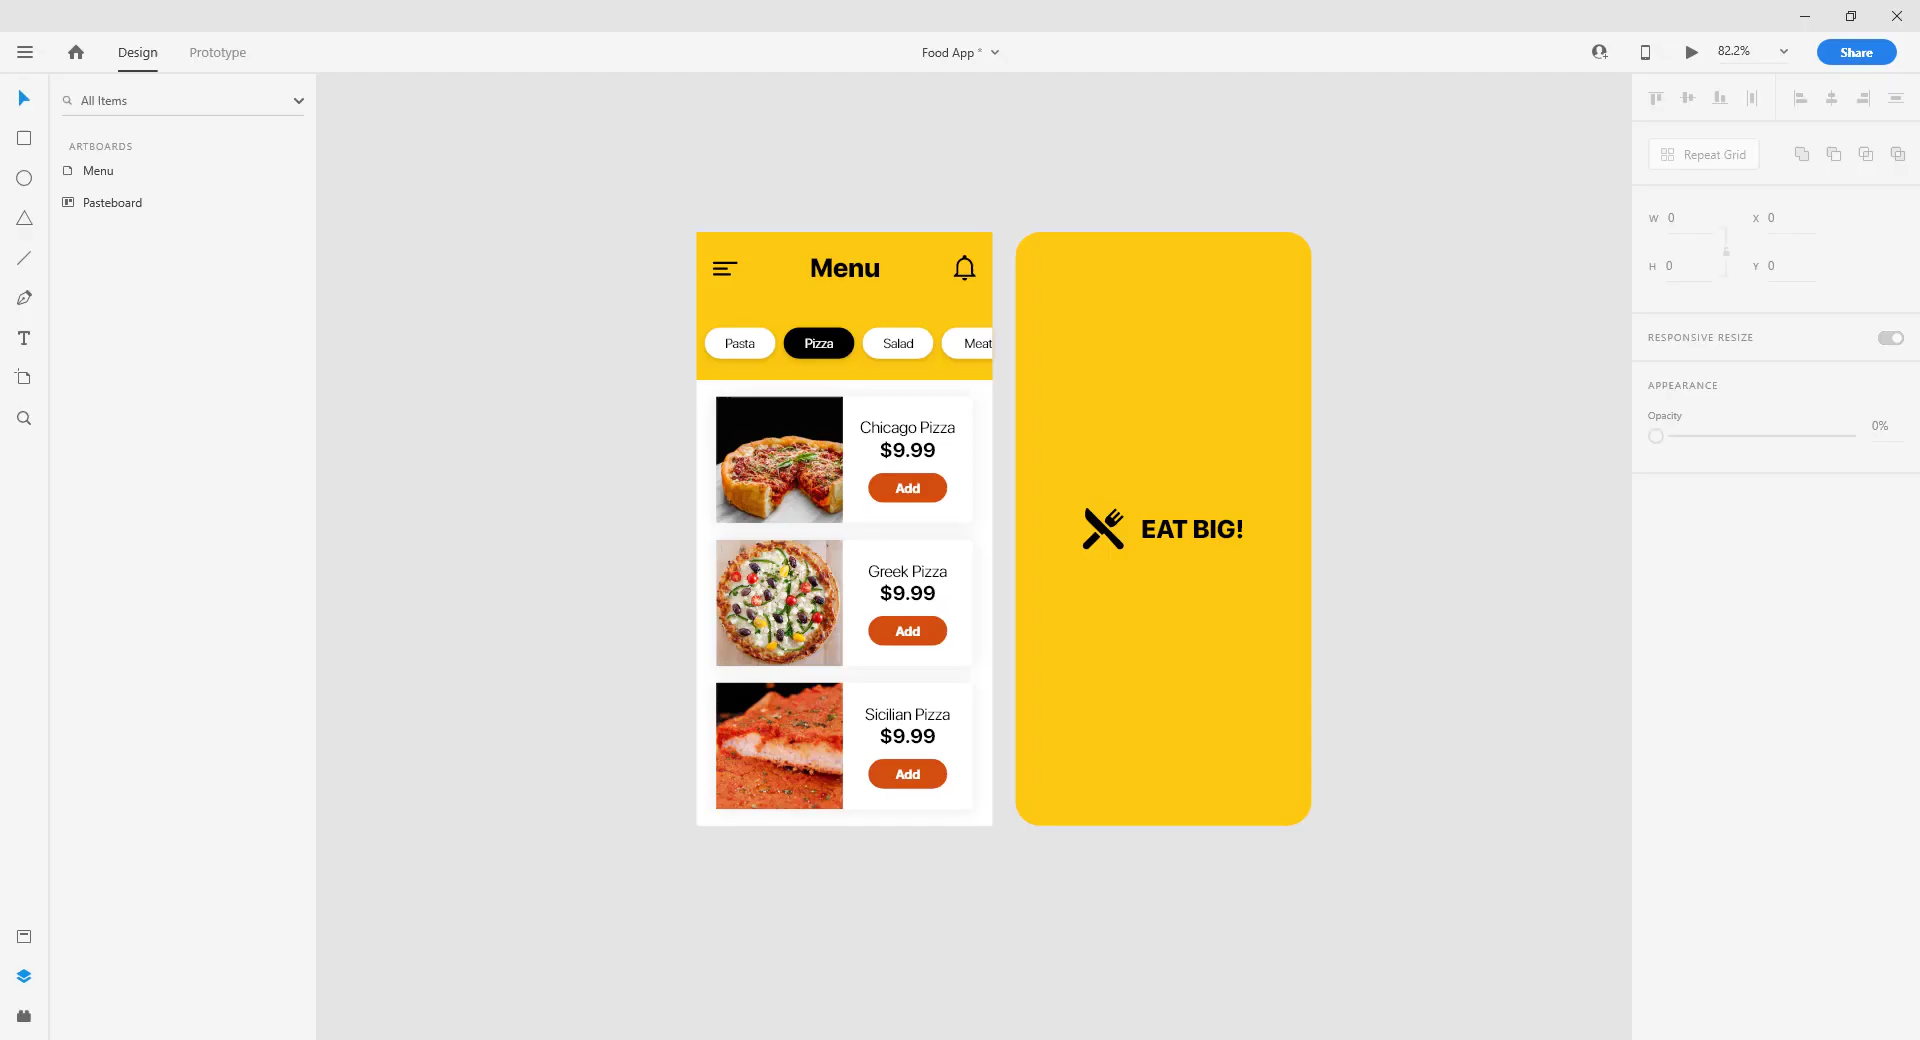 Design
Prototype
Food App *
82.2%
Share
All Items
ARTBOARDS
Menu
Pasteboard
Menu
Pasta
Pizza
Salad
Meat
Chicago Pizza
$9.99
Add
Greek Pizza
$9.99
Add
Sicilian Pizza
$9.99
Add
EAT BIG!
Repeat Grid
W 0
X 0
H 0
Y 0
RESPONSIVE RESIZE
APPEARANCE
Opacity
0%